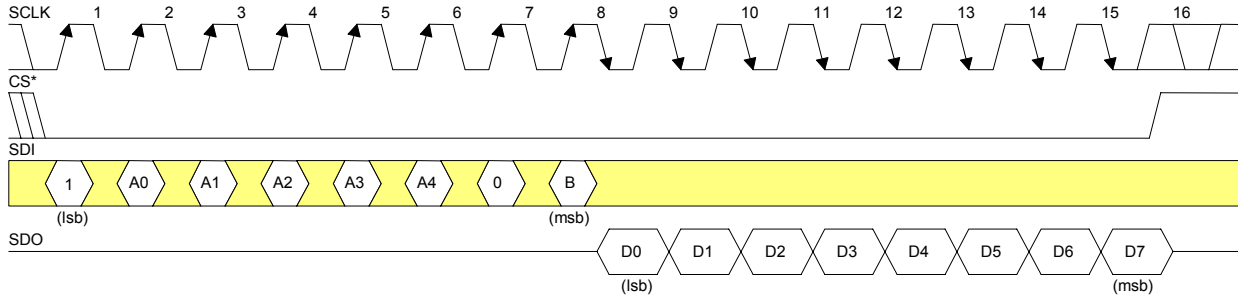 SCLK 1 2 3 4 5 6 7 8 9 10 11 12 13 14 15 16
CS*
SDI
1 A0 A1 A2 A3 A4 0 B
(lsb) (msb)
SDO
D0 D1 D2 D3 D4 D5 D6 D7
(lsb) (msb)